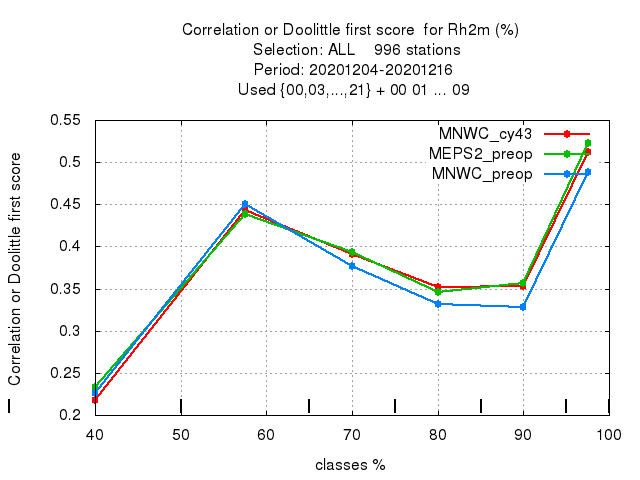 Correlation or Doolittle first score  for Rh2m (%)
Selection: ALL    996 stations
Period: 20201204-20201216
Used {00,03,...,21} + 00 01 ... 09
MNWC_cy43
MEPS2_preop
MNWC_preop
Correlation or Doolittle first score
0.55
0.5
0.45
0.4
0.35
0.3
0.25
0.2
40 50 60 70 80 90 100
classes %